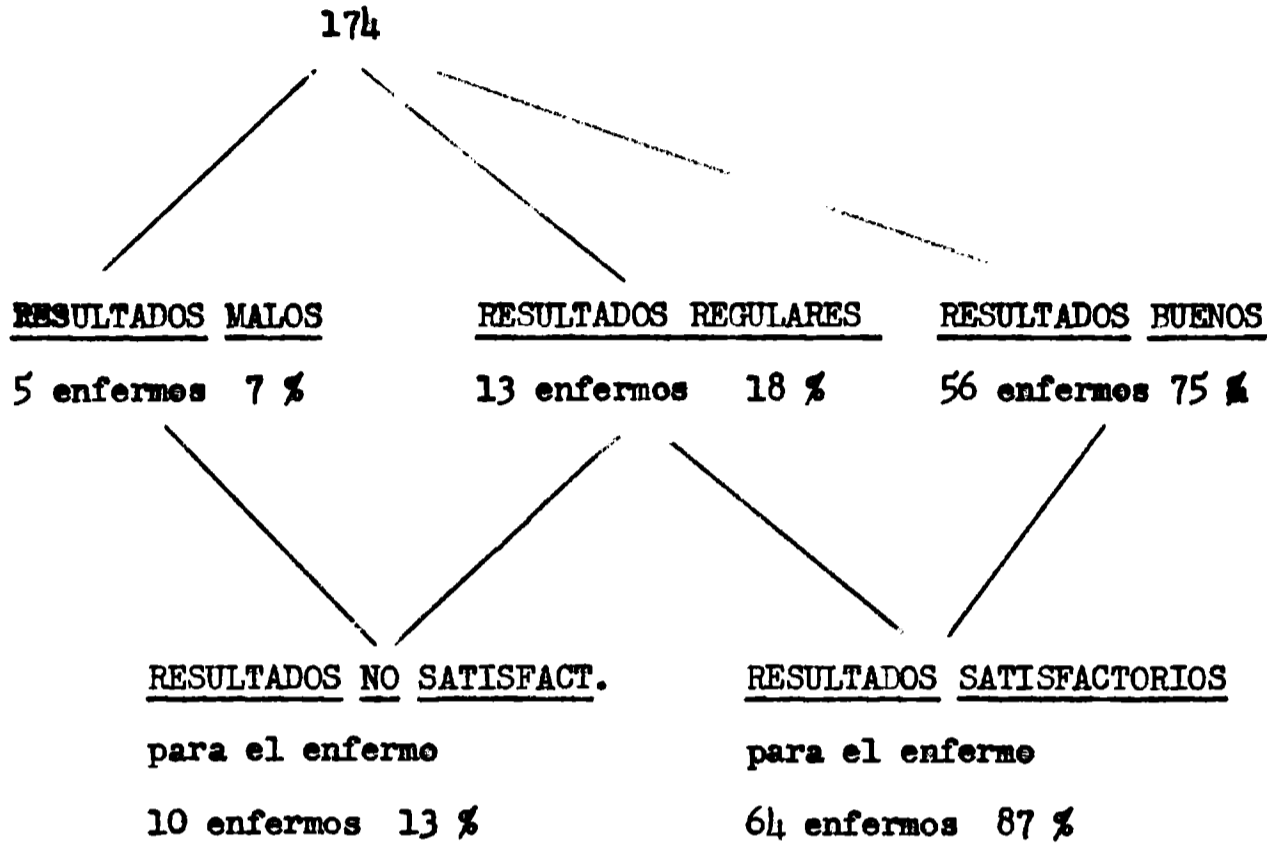 174
RESULTADOS MALOS
5 enfermos 7 %
RESULTADOS REGULARES
13 enfermos 18 %
RESULTADOS BUENOS
56 enfermos 75 %
RESULTADOS NO SATISFACT.
para el enfermo
10 enfermos 13 %
RESULTADOS SATISFACTORIOS
para el enfermo
64 enfermos 87 %